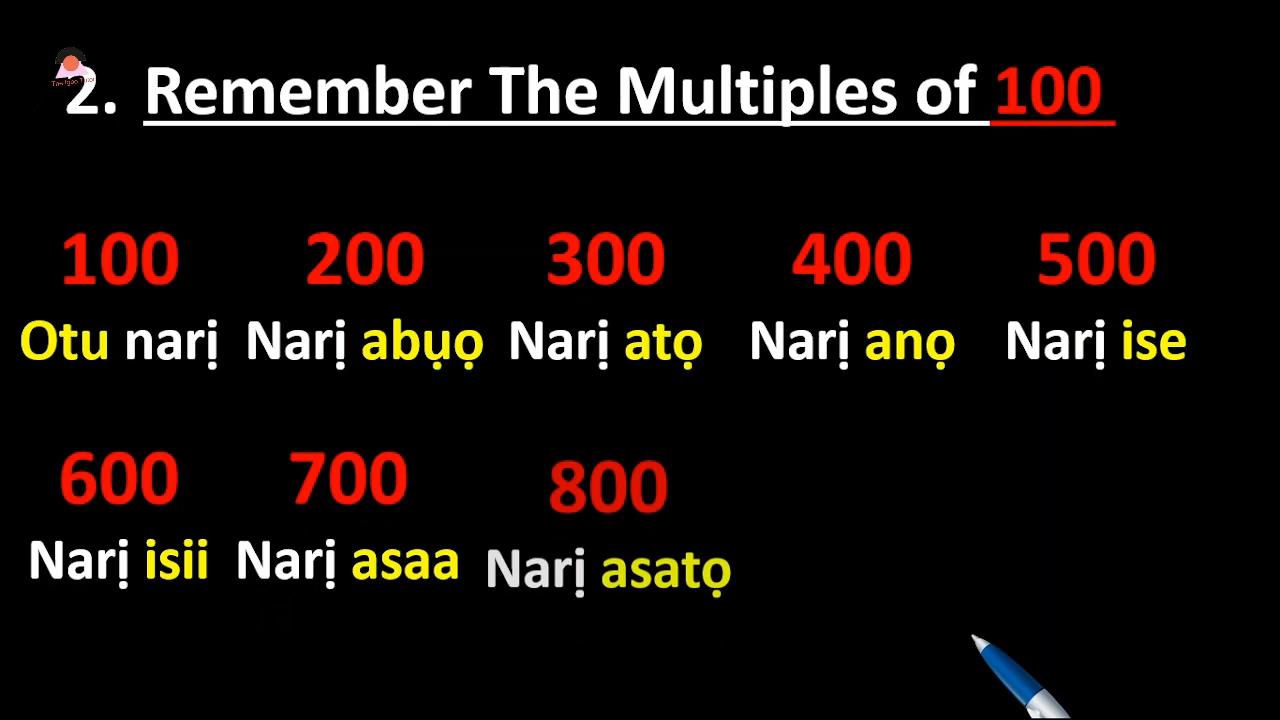 2. Remember The Multiples of 100
100 200 300 400 500
Otu narị Narị abụọ Narị atọ Narị anọ Narị ise
600 700 800
Narị isii Narị asaa Narị asatọ